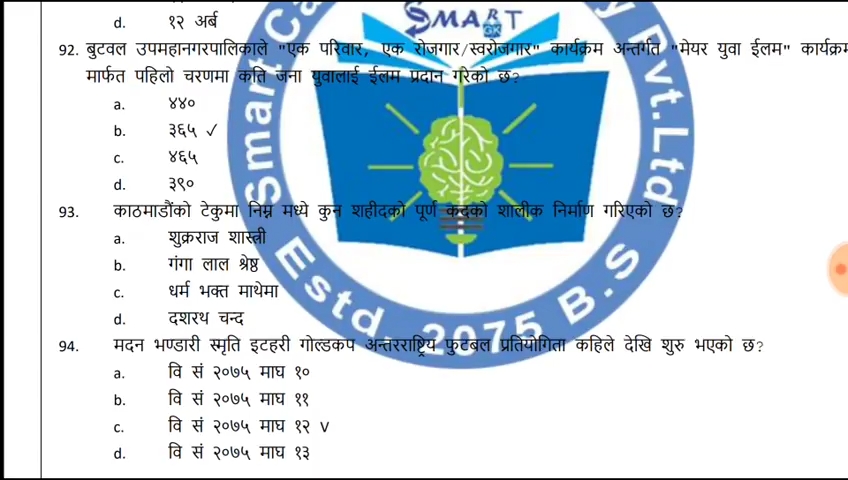 d. १२ अर्ब
SMART
GK
92. बुटवल उपमहानगरपालिकाले "एक परिवार, एक रोजगार/स्वरोजगार" कार्यक्रम अन्तर्गत "मेयर युवा ईलम" कार्यक्रम
मार्फत पहिलो चरणमा कति जना युवालाई ईलम प्रदान गरेको छ?
a. ४४०
b. ३६५ ✓
c. ४६५
d. ३९०
93. काठमाडौंको टेकुमा निम्न मध्ये कुन शहीदको पूर्ण कदको शालीक निर्माण गरिएको छ?
a. शुक्रराज शास्त्री
b. गंगा लाल श्रेष्ठ
c. धर्म भक्त माथेमा
d. दशरथ चन्द
94. मदन भण्डारी स्मृति इटहरी गोल्डकप अन्तरराष्ट्रिय फुटबल प्रतियोगिता कहिले देखि शुरु भएको छ?
a. वि सं २०७५ माघ १०
b. वि सं २०७५ माघ ११
c. वि सं २०७५ माघ १२ √
d. वि सं २०७५ माघ १३
Smart
Pvt.Ltd
Estd. 2075 B.S